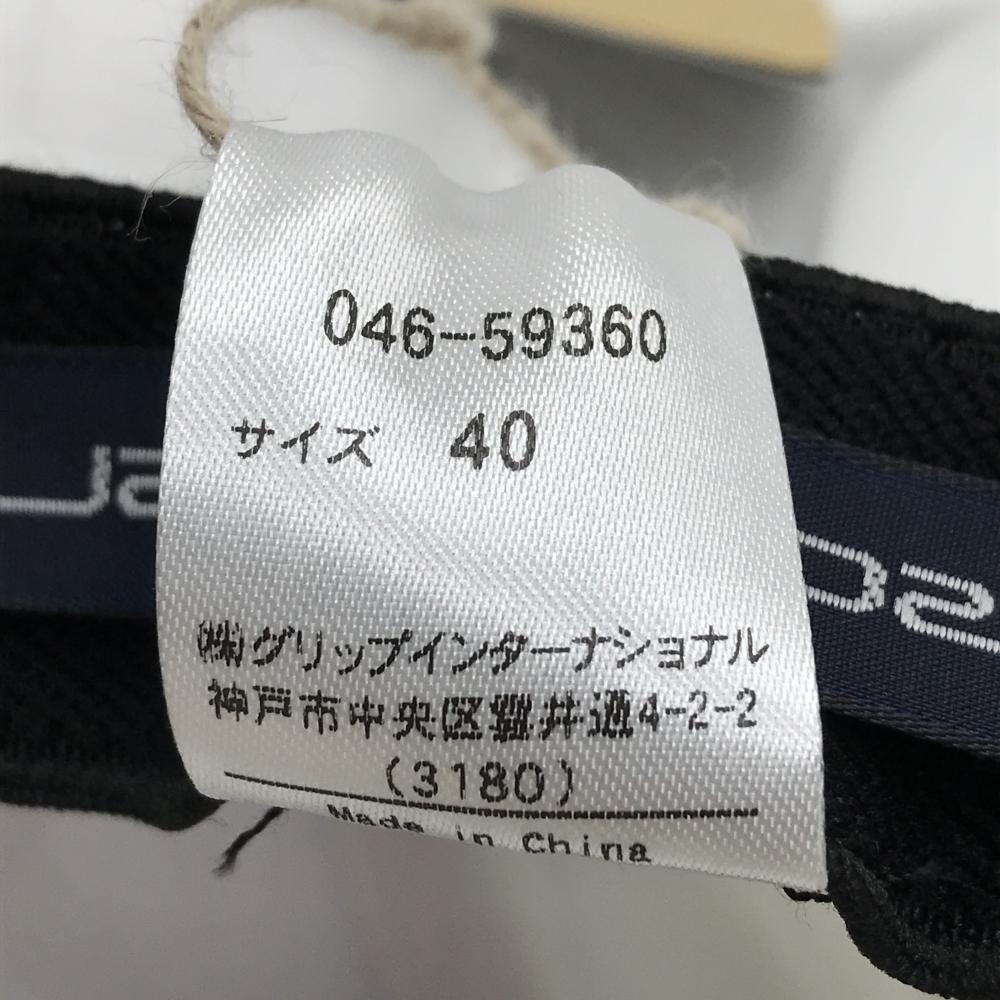 046-59360
サイズ 40
㈱グリップインターナショナル
神戸市中央区磯上通4-2-2
(3180)
Made in China